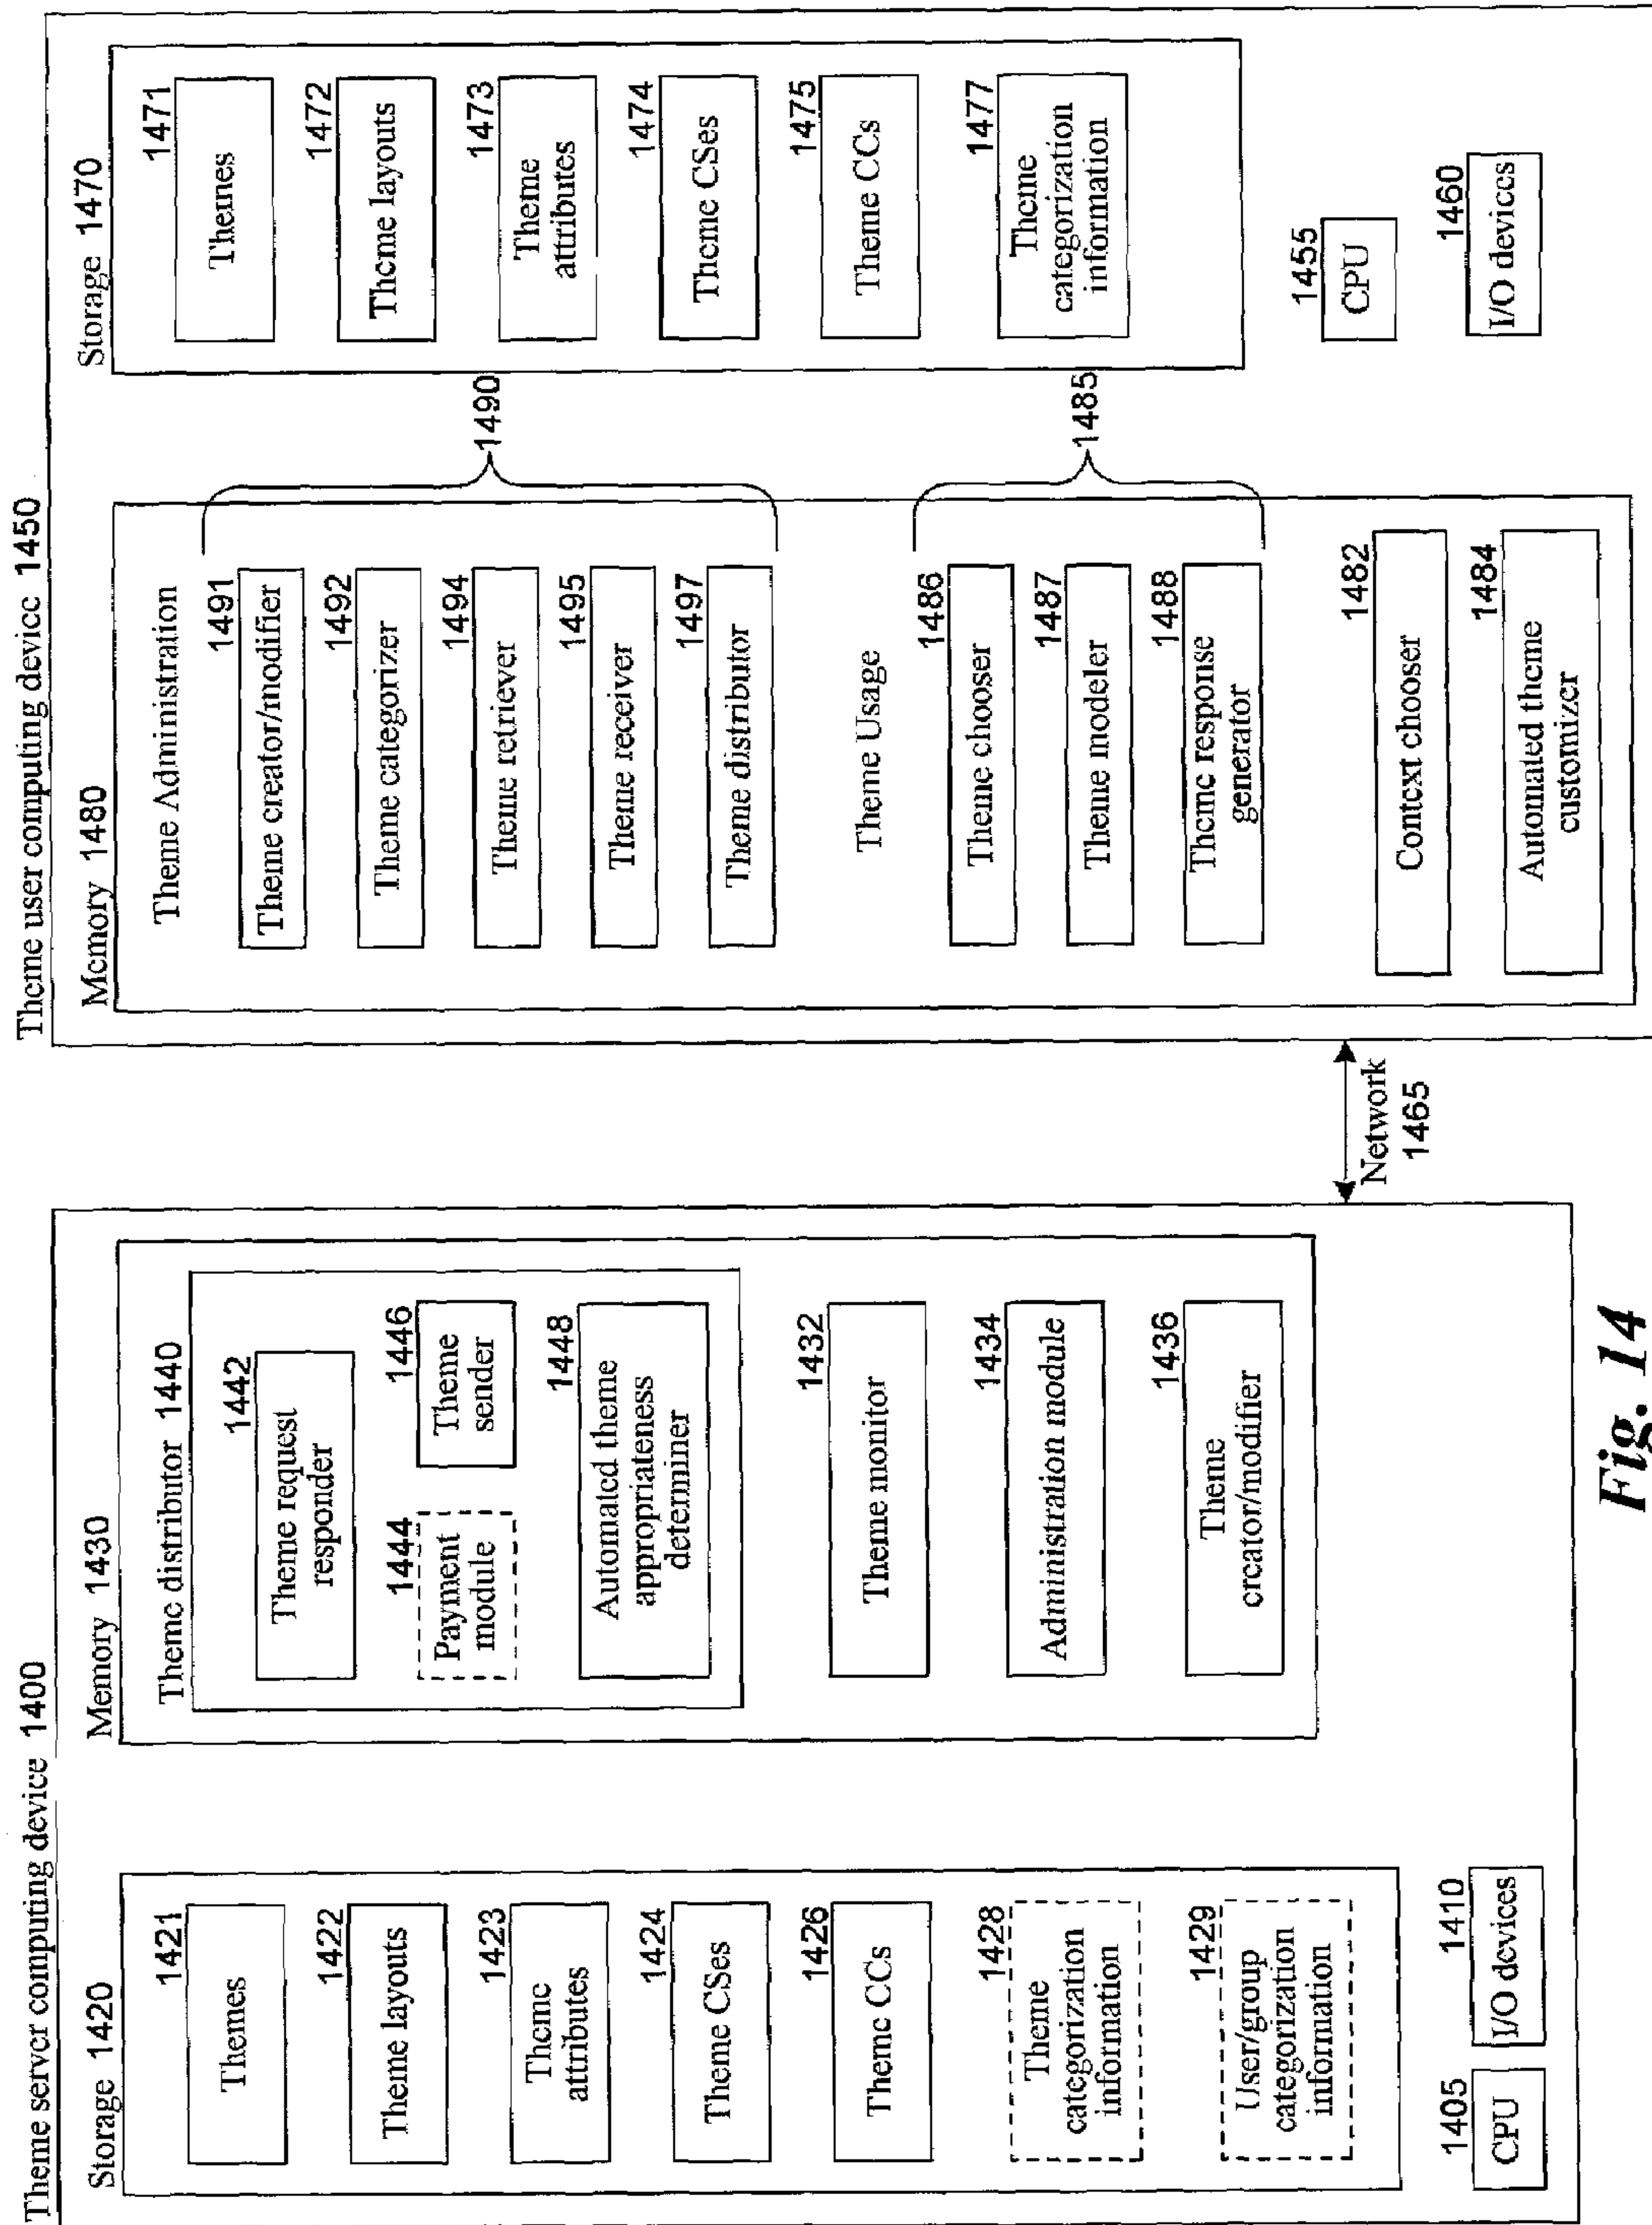 Theme server computing device 1400
Storage 1420
1421
Themes
1422
Theme layouts
1423
Theme
attributes
1424
Theme CSes
1426
Theme CCs
1428
Theme
categorization
information
1429
User/group
categorization
information
1405
CPU
1410
I/O devices
Memory 1430
Theme distributor 1440
1442
Theme request
responder
1444
Payment
module
1446
Theme
sender
1448
Automated theme
appropriateness
determiner
1432
Theme monitor
1434
Administration module
1436
Theme
creator/modifier
Network
1465
Theme user computing device 1450
Memory 1480
Theme Administration
1491
Theme creator/modifier
1492
Theme categorizer
1494
Theme retriever
1495
Theme receiver
1497
Theme distributor
1490
Theme Usage
1486
Theme chooser
1487
Theme modeler
1488
Theme response
generator
1485
1482
Context chooser
1484
Automated theme
customizer
Storage 1470
1471
Themes
1472
Theme layouts
1473
Theme
attributes
1474
Theme CSes
1475
Theme CCs
1477
Theme
categorization
information
1455
CPU
1460
I/O devices
Fig. 14